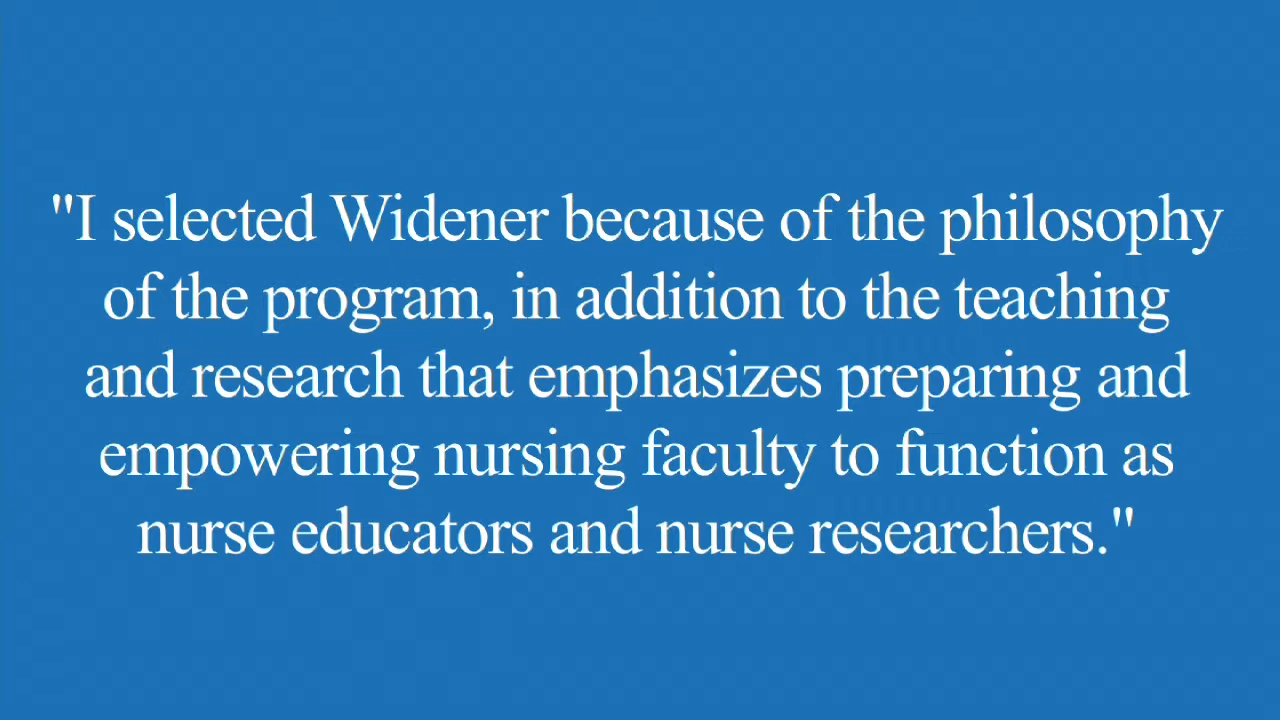 "I selected Widener because of the philosophy
of the program, in addition to the teaching
and research that emphasizes preparing and
empowering nursing faculty to function as
nurse educators and nurse researchers."